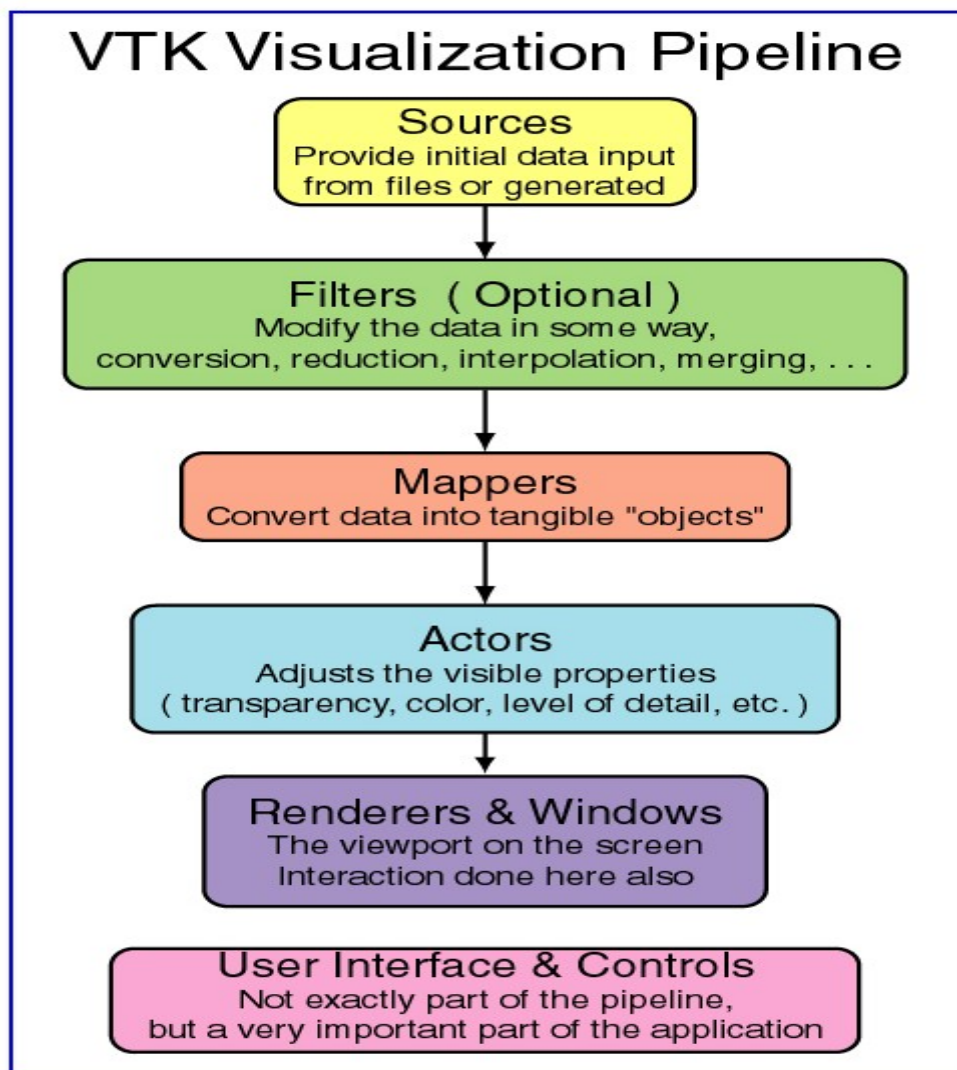 VTK Visualization Pipeline
Sources
Provide initial data input
from files or generated
Filters ( Optional )
Modify the data in some way,
conversion, reduction, interpolation, merging, . . .
Mappers
Convert data into tangible "objects"
Actors
Adjusts the visible properties
( transparency, color, level of detail, etc. )
Renderers & Windows
The viewport on the screen
Interaction done here also
User Interface & Controls
Not exactly part of the pipeline,
but a very important part of the application